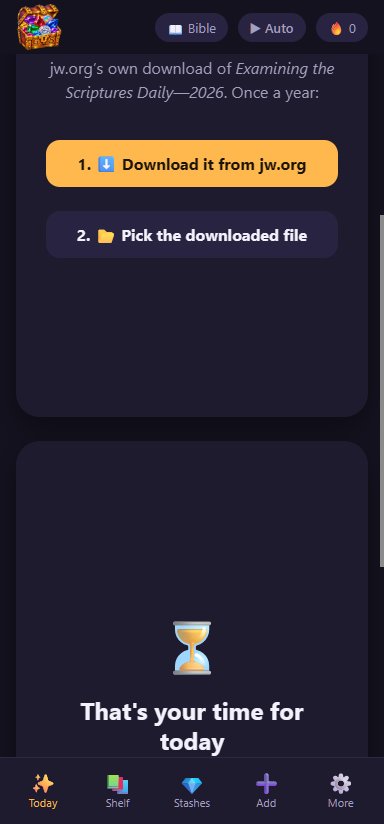 Bible
Auto
0
jw.org's own download of Examining the
Scriptures Daily—2026. Once a year:
1. Download it from jw.org
2. Pick the downloaded file
That's your time for
today
Today
Shelf
Stashes
Add
More